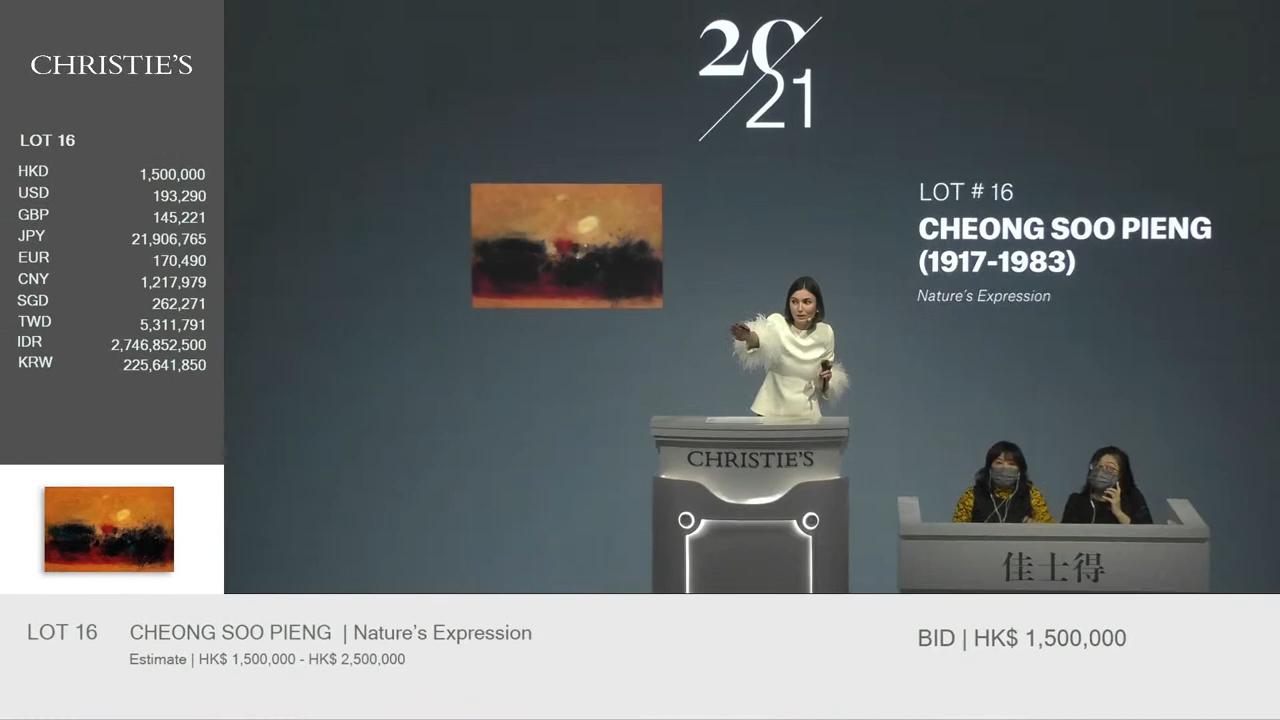 CHRISTIE'S
LOT 16
HKD 1,500,000
USD 193,290
GBP 145,221
JPY 21,906,765
EUR 170,490
CNY 1,217,979
SGD 262,271
TWD 5,311,791
IDR 2,746,852,500
KRW 225,641,850
20
21
LOT # 16
CHEONG SOO PIENG
(1917-1983)
Nature's Expression
CHRISTIE'S
佳士得
LOT 16 CHEONG SOO PIENG | Nature's Expression
Estimate | HK$ 1,500,000 - HK$ 2,500,000
BID | HK$ 1,500,000